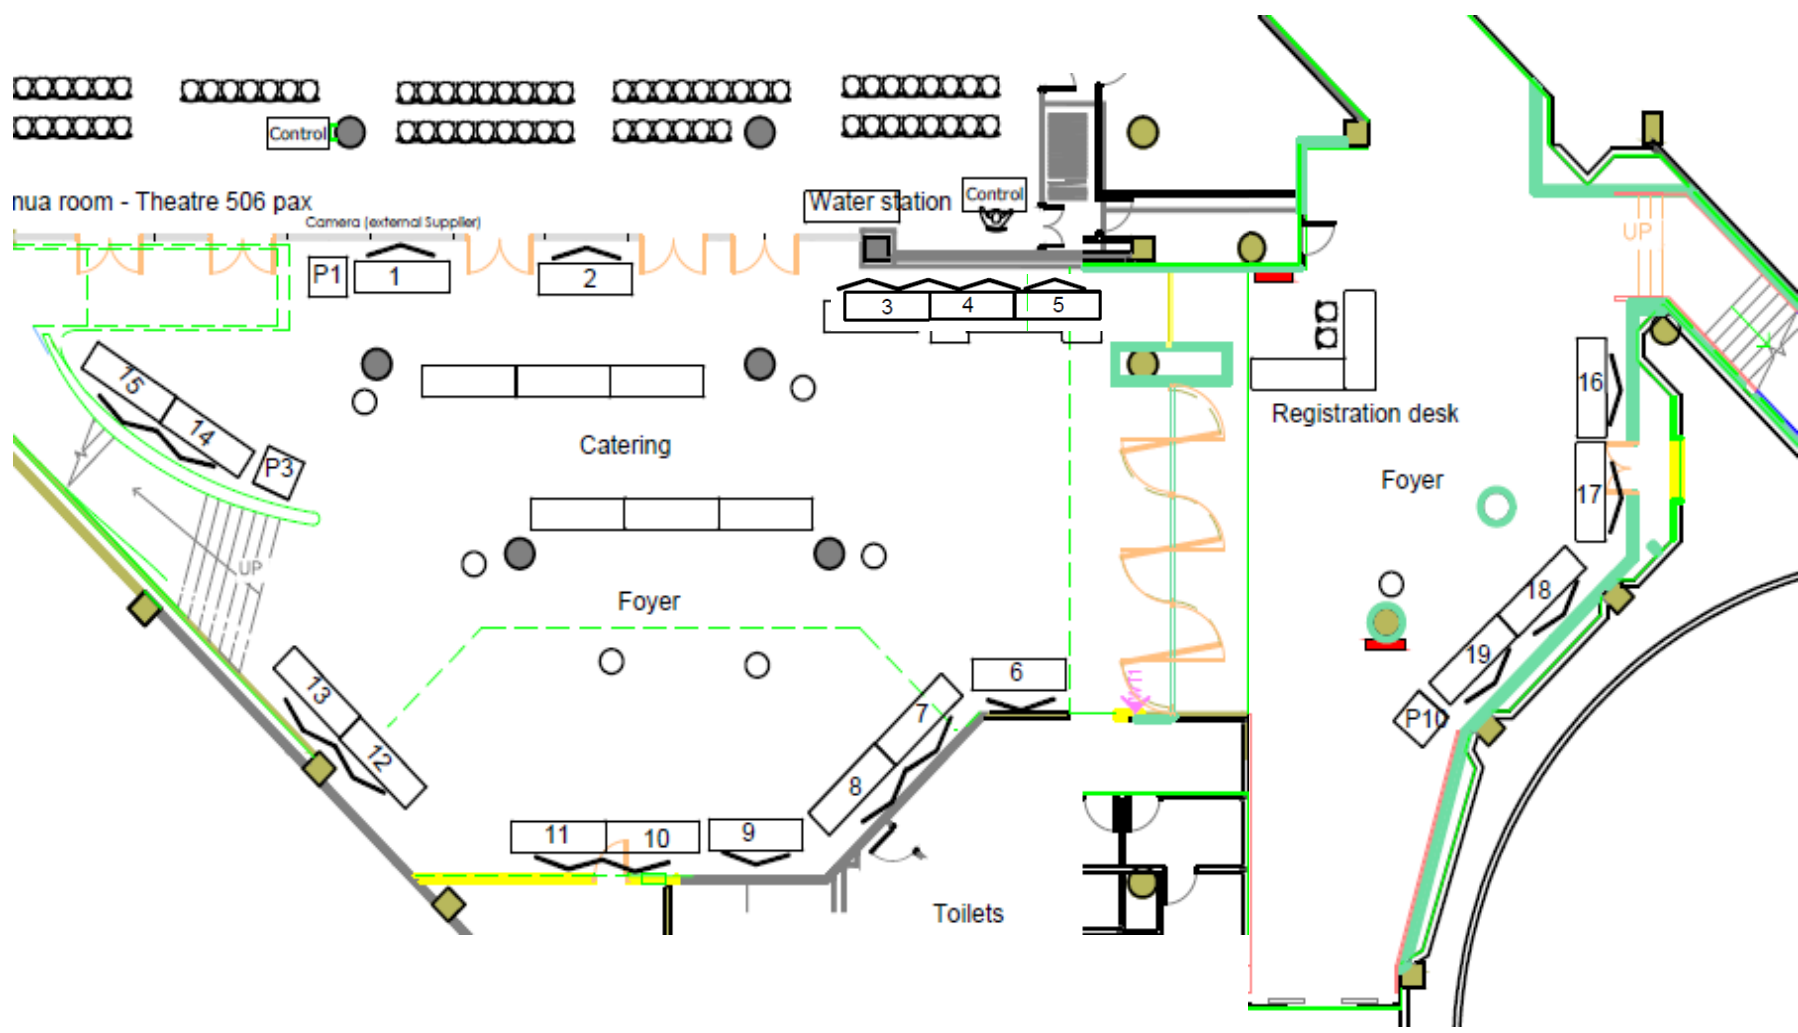 Control
nua room - Theatre 506 pax
Water station
Control
Camera (external Supplier)
UP
P1
1
2
3
4
5
15
14
P3
16
Registration desk
Catering
Foyer
17
UP
Foyer
18
19
P10
6
7
8
13
12
11
10
9
Toilets